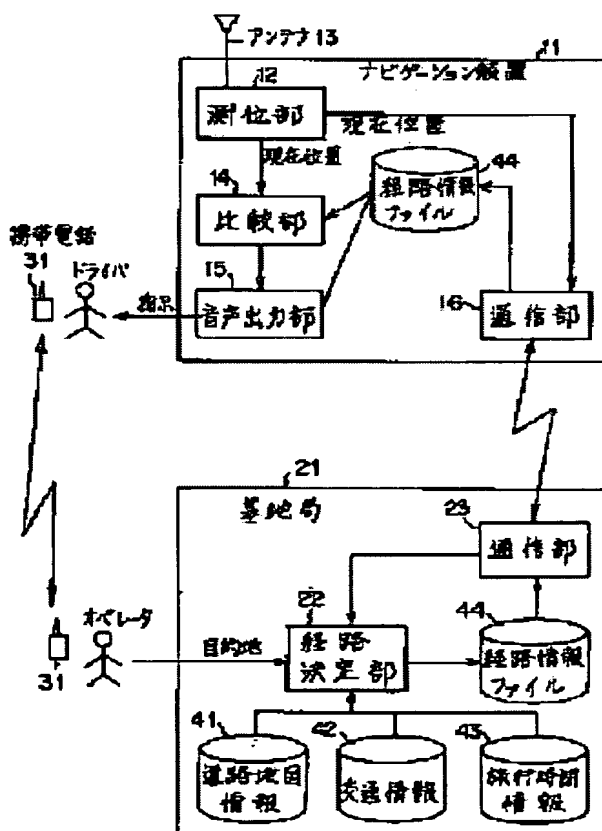 アンテナ13
11
ナビゲーション装置
12
測位部
現在位置
現在位置
44
経路情報
ファイル
14
比較部
携帯電話
31
ドライバ
指示
15
音声出力部
16
通信部
21
基地局
23
通信部
22
経路
決定部
44
経路情報
ファイル
オペレータ
31
目的地
41
道路地図
情報
42
交通情報
43
旅行時間
情報